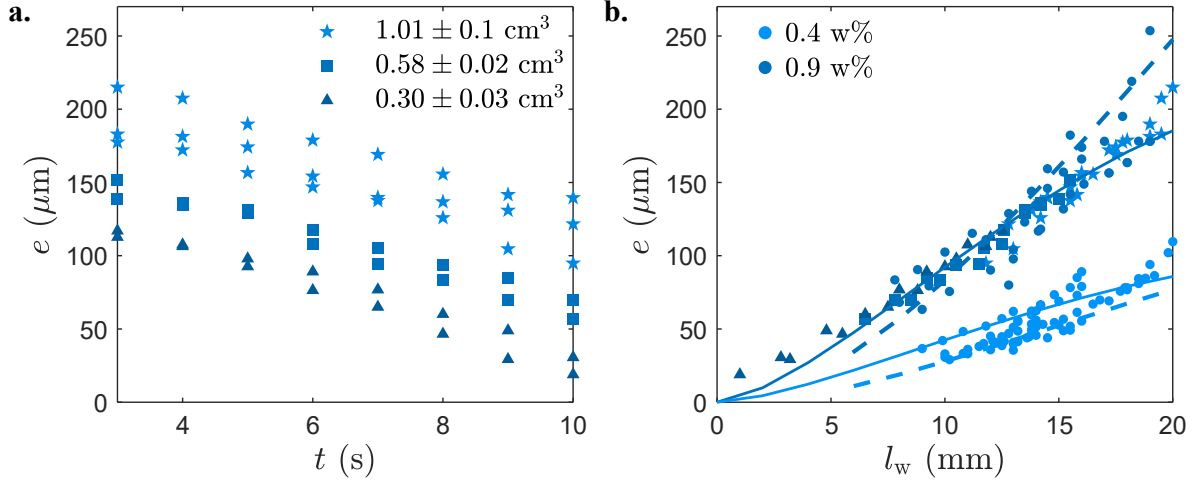 a.
1.01 ± 0.1 cm³
0.58 ± 0.02 cm³
0.30 ± 0.03 cm³
250
200
150
100
50
0
e (μm)
4
6
8
10
t (s)
b.
0.4 w%
0.9 w%
250
200
150
100
50
0
e (μm)
0
5
10
15
20
l_w (mm)